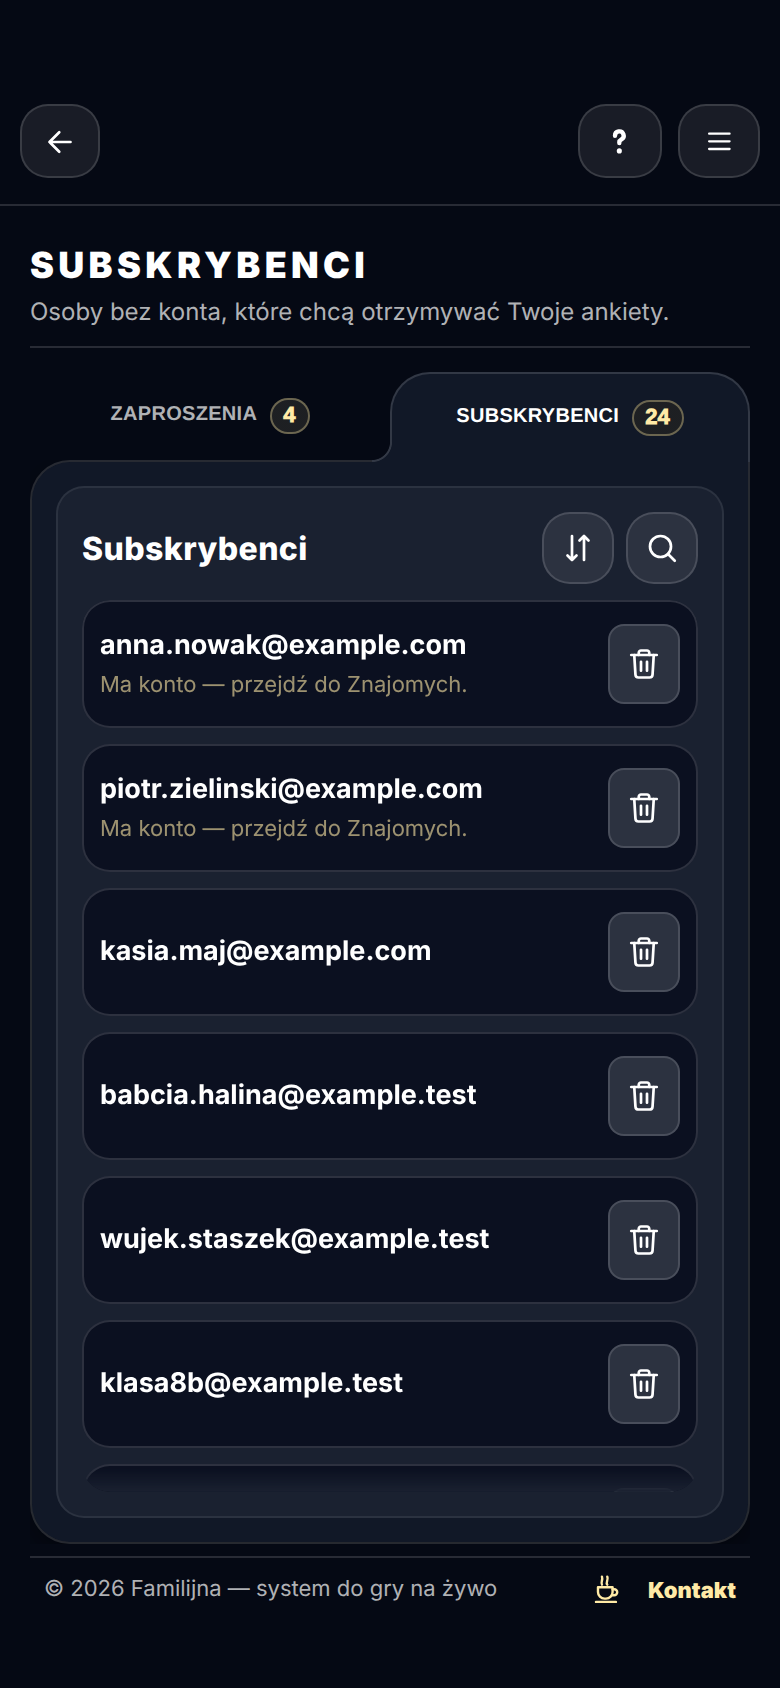 ?
SUBSKRYBENCI
Osoby bez konta, które chcą otrzymywać Twoje ankiety.
ZAPROSZENIA 4
SUBSKRYBENCI 24
Subskrybenci
anna.nowak@example.com
Ma konto — przejdź do Znajomych.
piotr.zielinski@example.com
Ma konto — przejdź do Znajomych.
kasia.maj@example.com
babcia.halina@example.test
wujek.staszek@example.test
klasa8b@example.test
© 2026 Familijna — system do gry na żywo
Kontakt